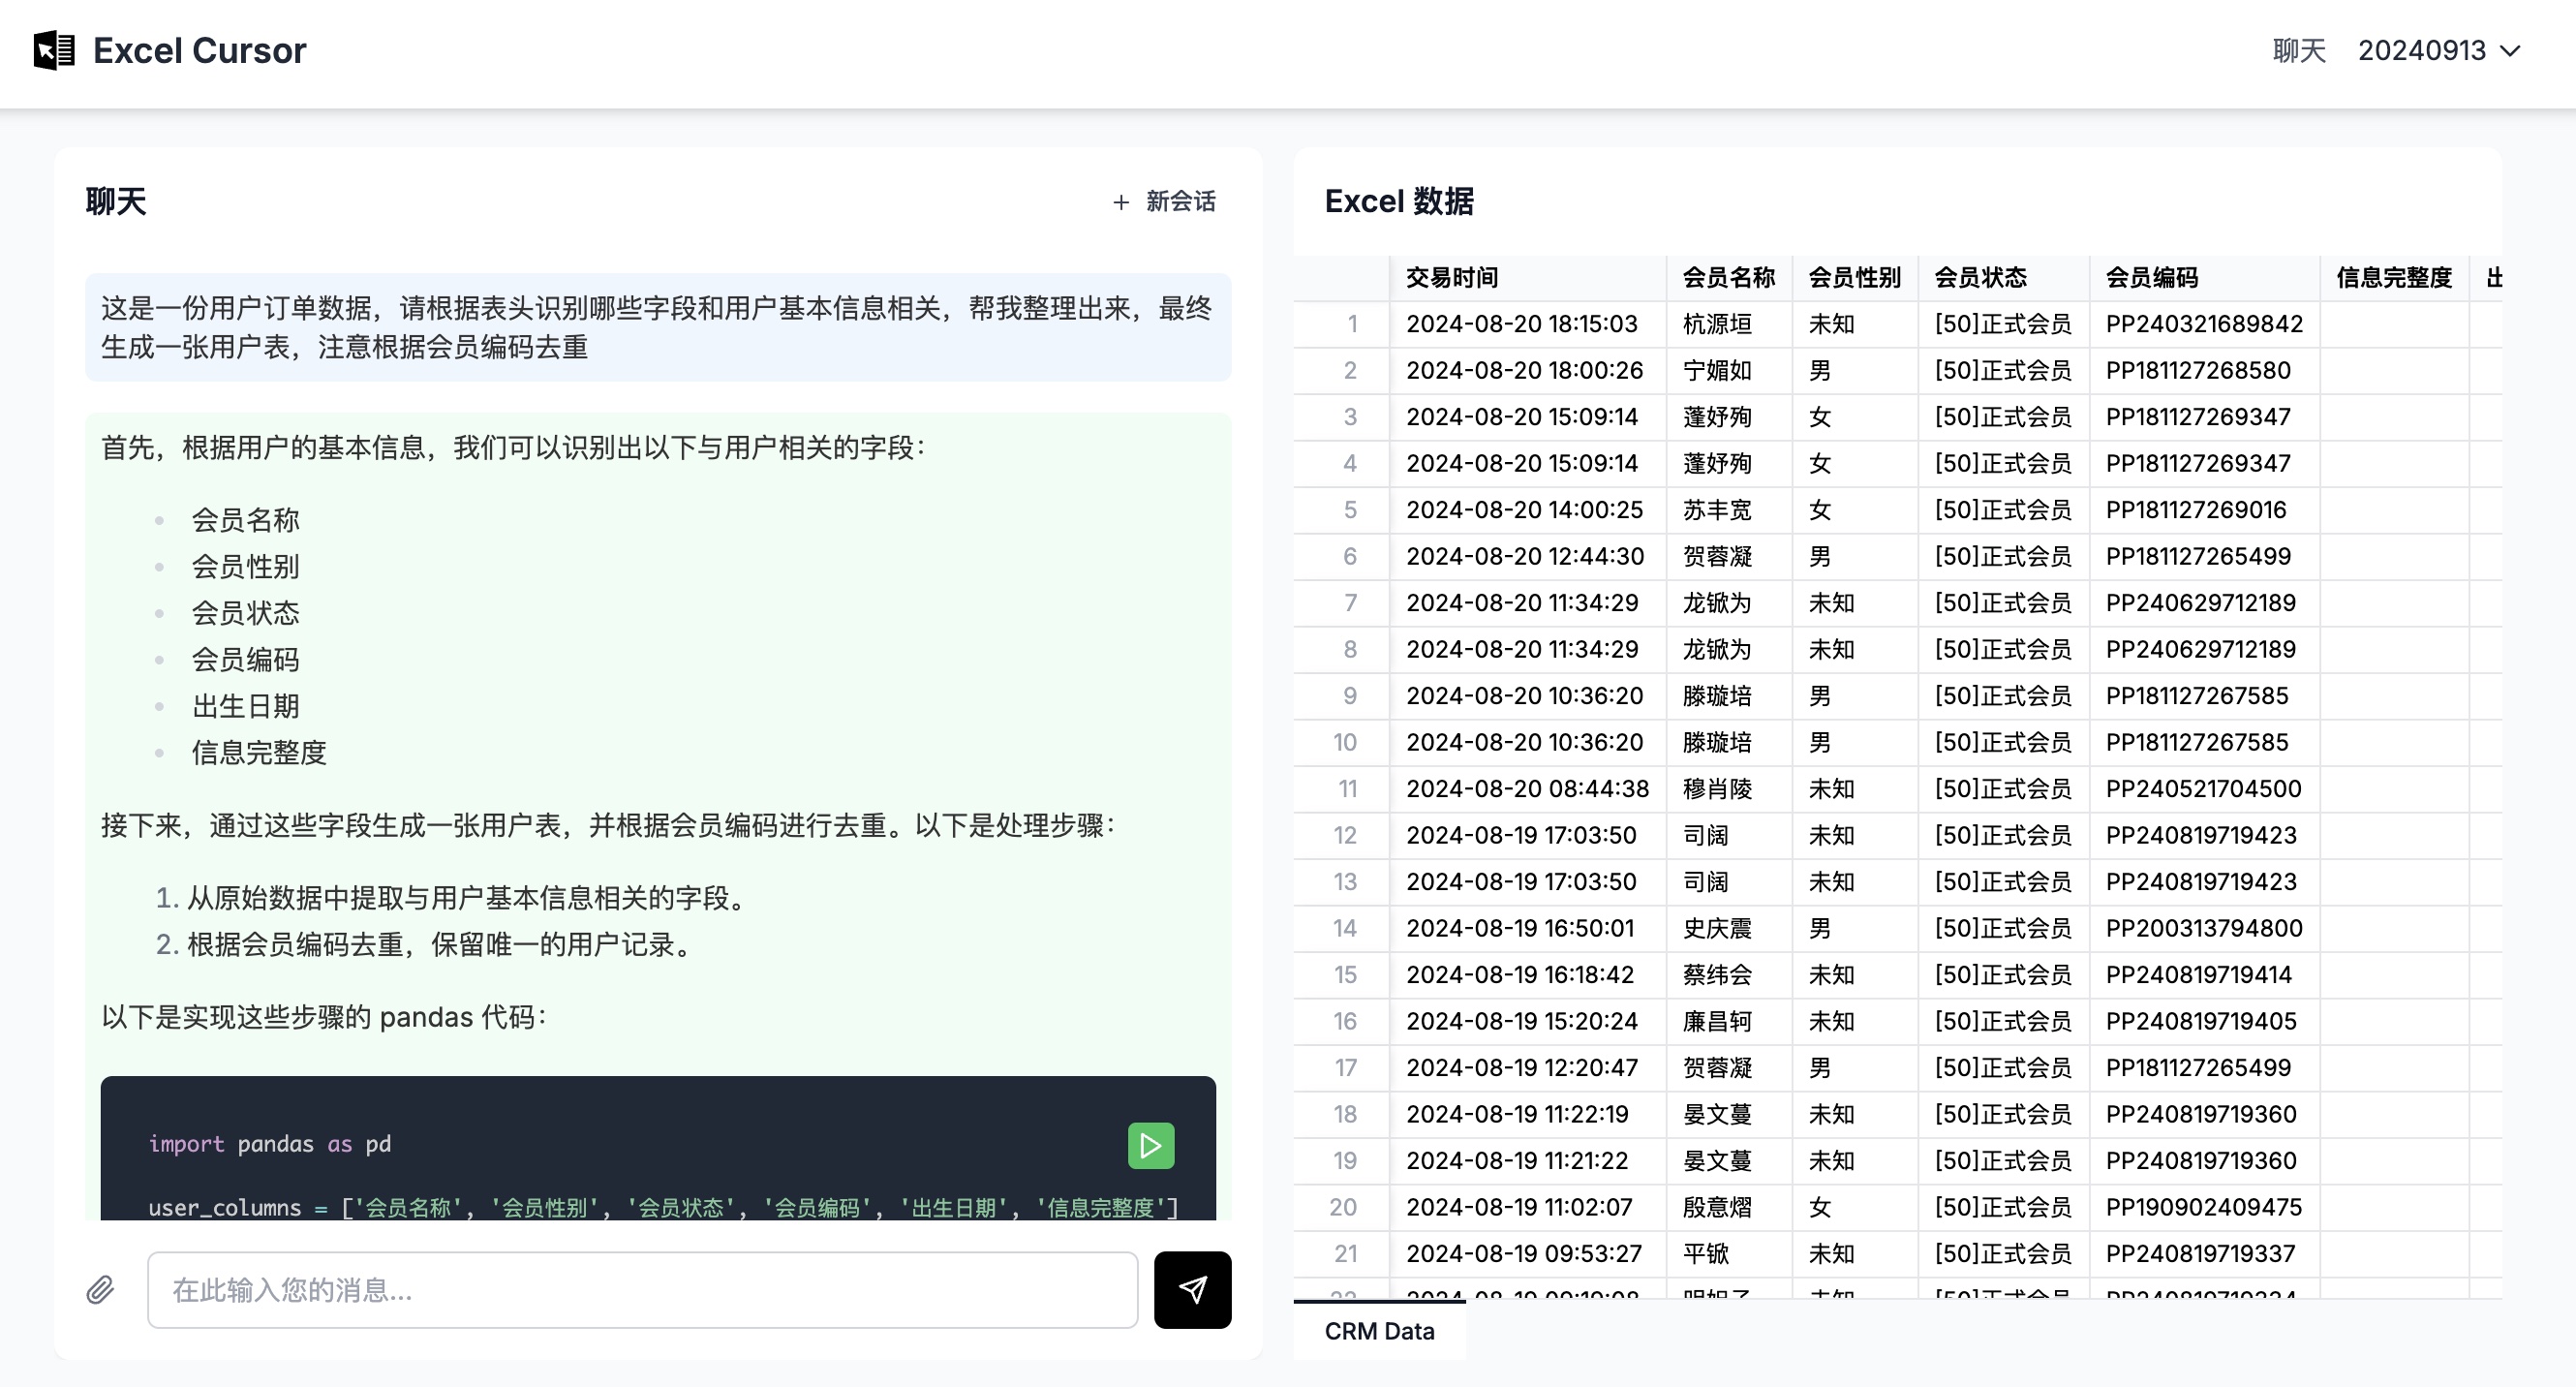 Excel Cursor
聊天 20240913
聊天
+ 新会话
这是一份用户订单数据，请根据表头识别哪些字段和用户基本信息相关，帮我整理出来，最终
生成一张用户表，注意根据会员编码去重
首先，根据用户的基本信息，我们可以识别出以下与用户相关的字段：
会员名称
会员性别
会员状态
会员编码
出生日期
信息完整度
接下来，通过这些字段生成一张用户表，并根据会员编码进行去重。以下是处理步骤：
1. 从原始数据中提取与用户基本信息相关的字段。
2. 根据会员编码去重，保留唯一的用户记录。
以下是实现这些步骤的 pandas 代码：
import pandas as pd
user_columns = ['会员名称', '会员性别', '会员状态', '会员编码', '出生日期', '信息完整度']
在此输入您的消息...
Excel 数据
交易时间 会员名称 会员性别 会员状态 会员编码 信息完整度 出
1 2024-08-20 18:15:03 杭源垣 未知 [50]正式会员 PP240321689842
2 2024-08-20 18:00:26 宁媚如 男 [50]正式会员 PP181127268580
3 2024-08-20 15:09:14 蓬妤殉 女 [50]正式会员 PP181127269347
4 2024-08-20 15:09:14 蓬妤殉 女 [50]正式会员 PP181127269347
5 2024-08-20 14:00:25 苏丰宽 女 [50]正式会员 PP181127269016
6 2024-08-20 12:44:30 贺蓉凝 男 [50]正式会员 PP181127265499
7 2024-08-20 11:34:29 龙锨为 未知 [50]正式会员 PP240629712189
8 2024-08-20 11:34:29 龙锨为 未知 [50]正式会员 PP240629712189
9 2024-08-20 10:36:20 滕璇培 男 [50]正式会员 PP181127267585
10 2024-08-20 10:36:20 滕璇培 男 [50]正式会员 PP181127267585
11 2024-08-20 08:44:38 穆肖陵 未知 [50]正式会员 PP240521704500
12 2024-08-19 17:03:50 司阔 未知 [50]正式会员 PP240819719423
13 2024-08-19 17:03:50 司阔 未知 [50]正式会员 PP240819719423
14 2024-08-19 16:50:01 史庆震 男 [50]正式会员 PP200313794800
15 2024-08-19 16:18:42 蔡纬会 未知 [50]正式会员 PP240819719414
16 2024-08-19 15:20:24 廉昌轲 未知 [50]正式会员 PP240819719405
17 2024-08-19 12:20:47 贺蓉凝 男 [50]正式会员 PP181127265499
18 2024-08-19 11:22:19 晏文蔓 未知 [50]正式会员 PP240819719360
19 2024-08-19 11:21:22 晏文蔓 未知 [50]正式会员 PP240819719360
20 2024-08-19 11:02:07 殷意熠 女 [50]正式会员 PP190902409475
21 2024-08-19 09:53:27 平锨 未知 [50]正式会员 PP240819719337
CRM Data